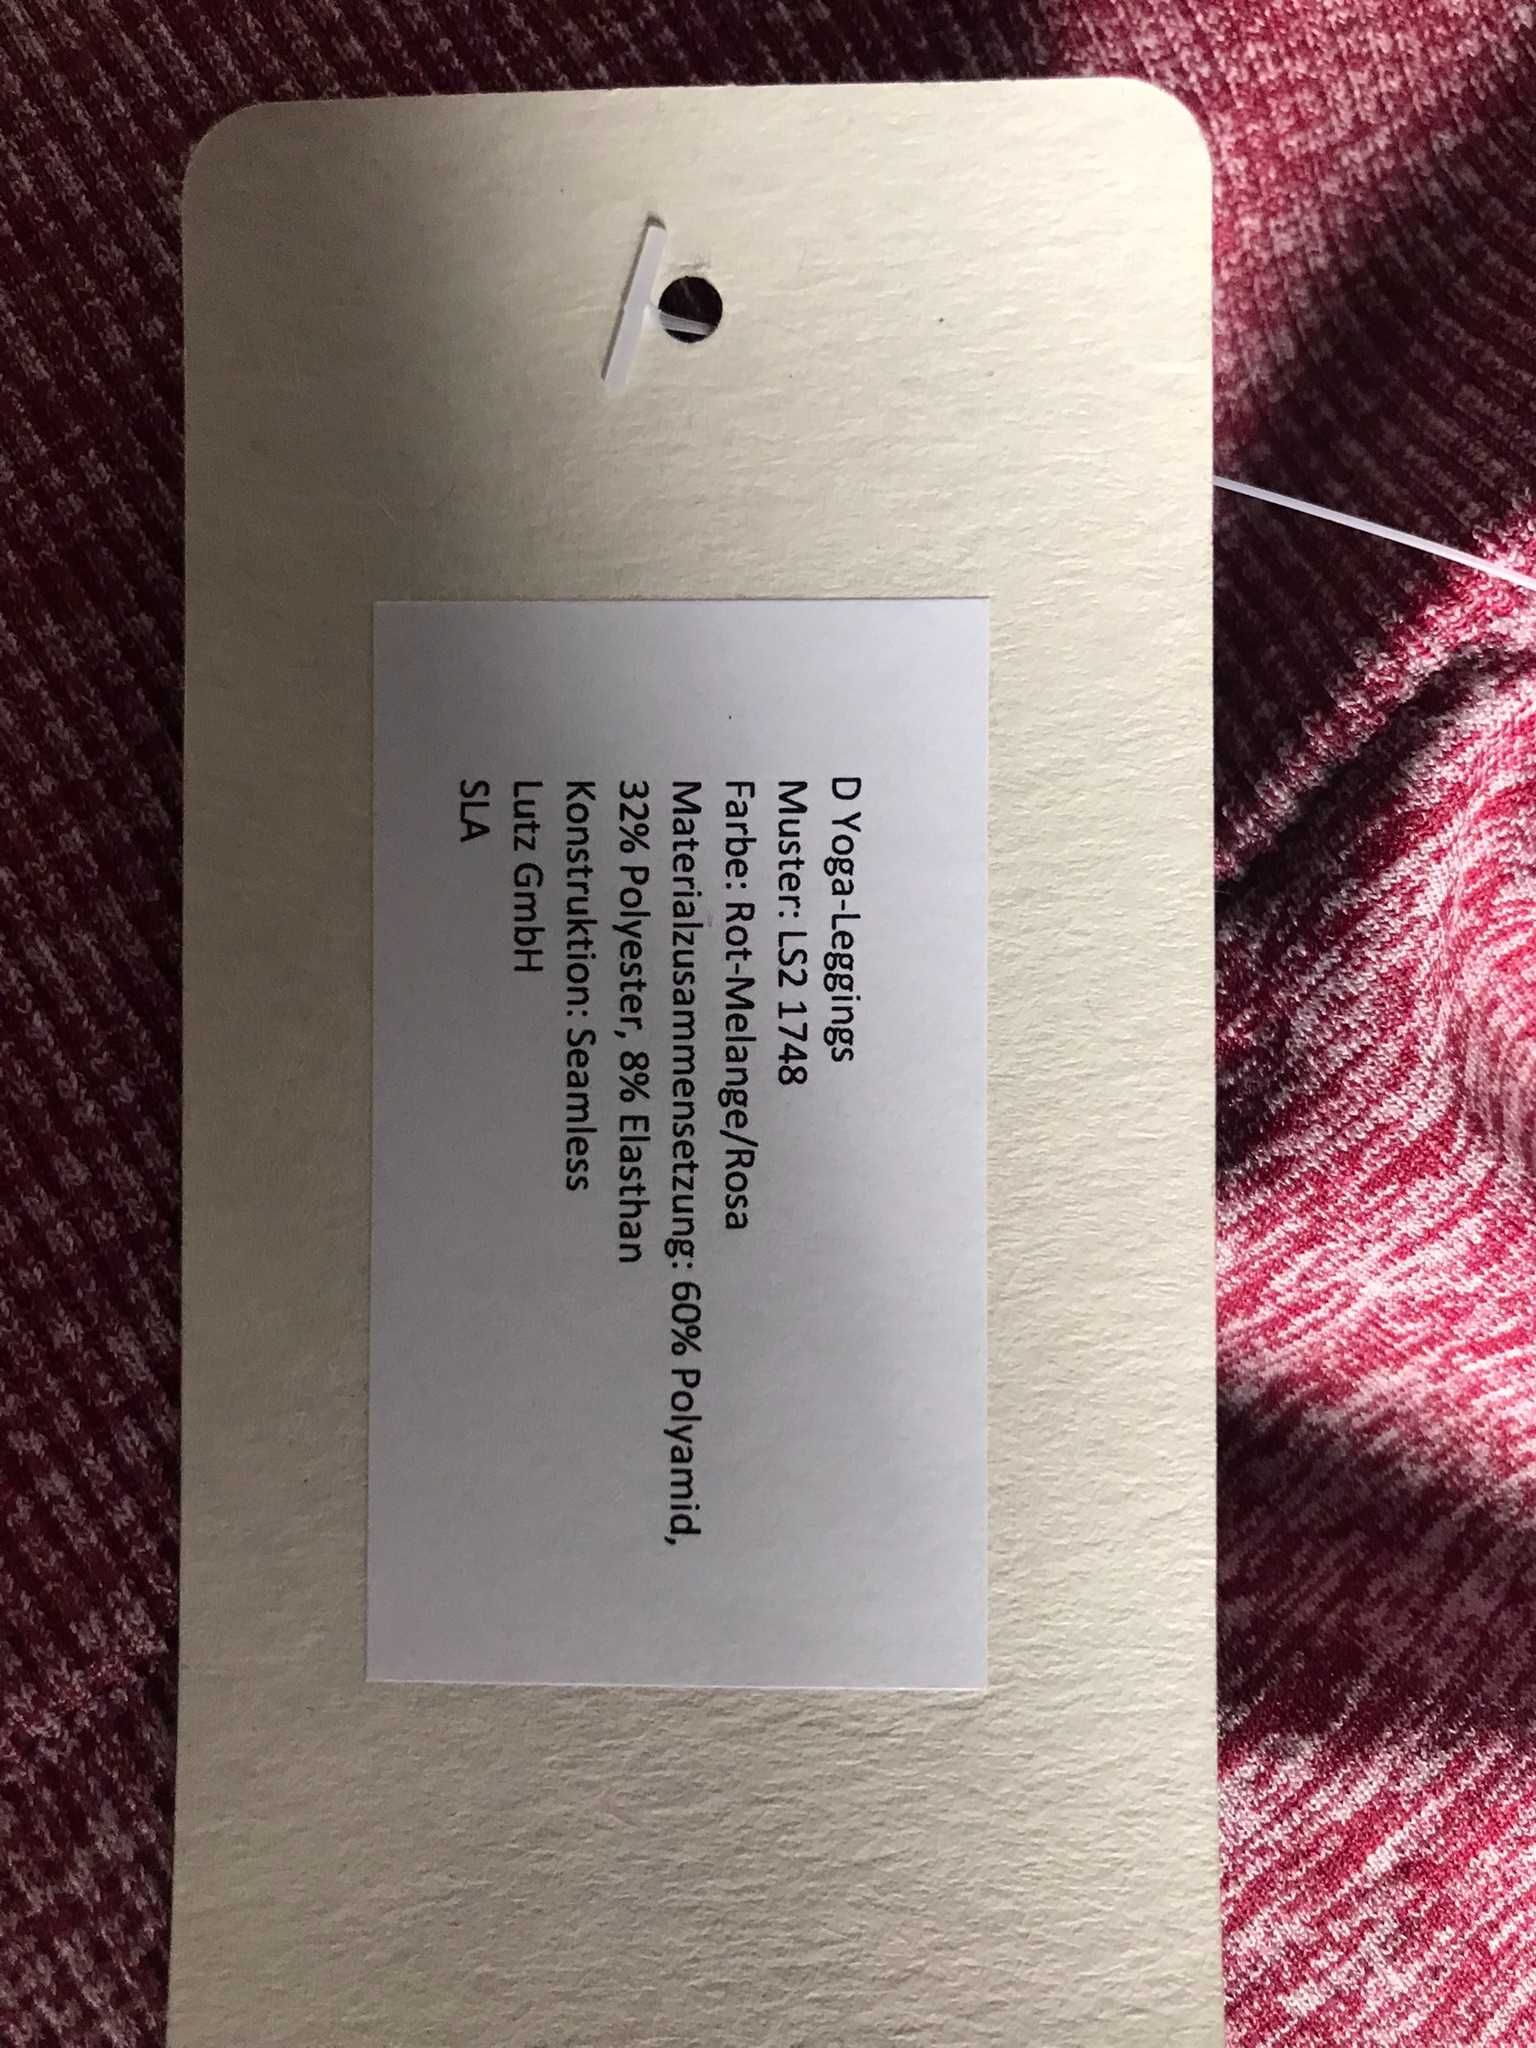 D Yoga-Leggings
Muster: LS2 1748
Farbe: Rot-Melange/Rosa
Materialzusammensetzung: 60% Polyamid,
32% Polyester, 8% Elasthan
Konstruktion: Seamless
Lutz GmbH
SLA